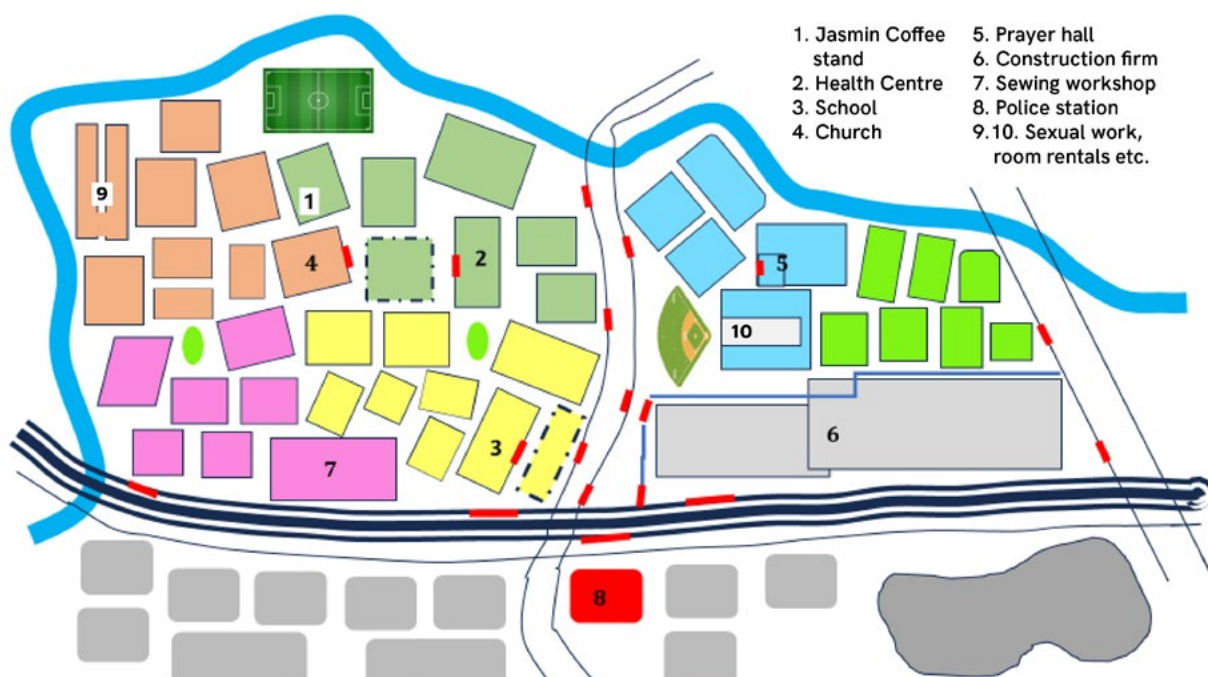 1. Jasmin Coffee
stand
2. Health Centre
3. School
4. Church
5. Prayer hall
6. Construction firm
7. Sewing workshop
8. Police station
9.10. Sexual work,
room rentals etc.
9
1
4
2
5
10
3
6
7
8